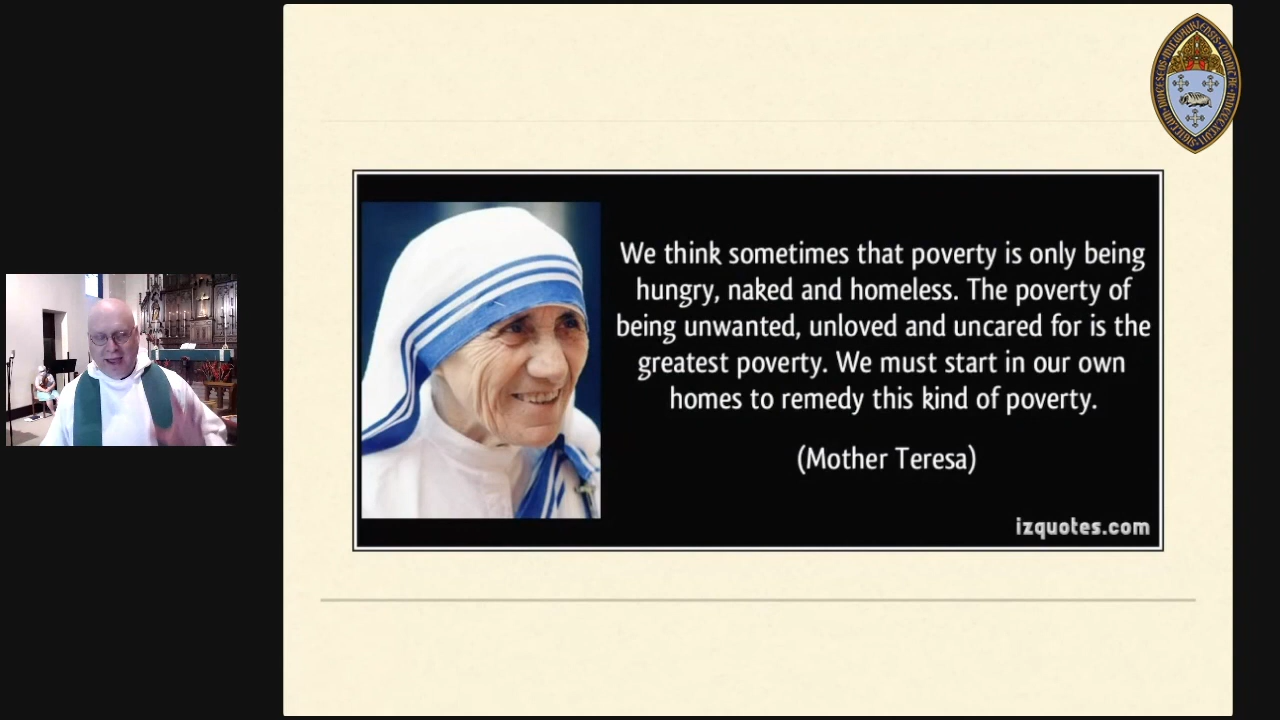 We think sometimes that poverty is only being
hungry, naked and homeless. The poverty of
being unwanted, unloved and uncared for is the
greatest poverty. We must start in our own
homes to remedy this kind of poverty.
(Mother Teresa)
izquotes.com